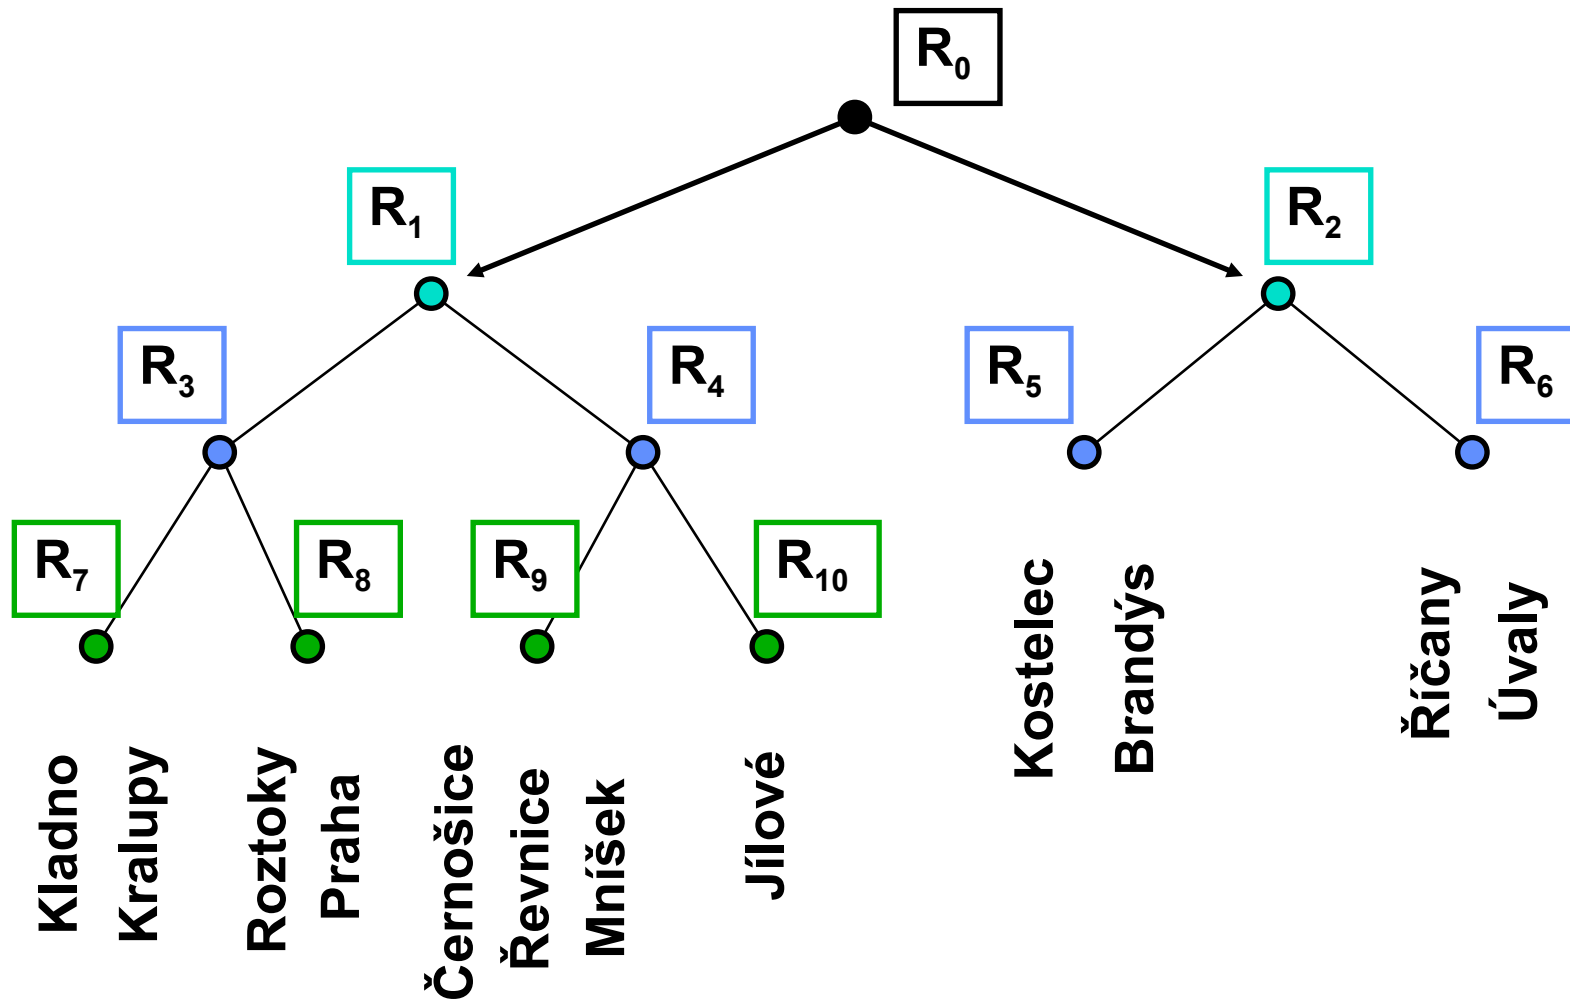 R0
R1
R2
R3
R4
R5
R6
R7
R8
R9
R10
Kladno
Kralupy
Roztoky
Praha
Černošice
Řevnice
Mníšek
Jílové
Kostelec
Brandýs
Říčany
Úvaly